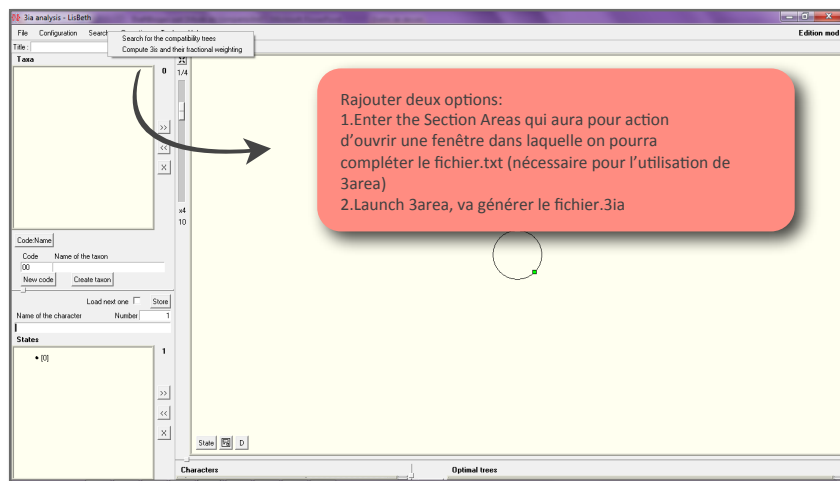 3ia analysis - LisBeth
File Configuration Search
Edition mod
Search for the compatibility trees
Compute 3is and their fractional weighting
Title :
Taxa
0
1/4
>>
<<
X
x4
10
Rajouter deux options:
1.Enter the Section Areas qui aura pour action
d’ouvrir une fenêtre dans laquelle on pourra
compléter le fichier.txt (nécessaire pour l’utilisation de
3area)
2.Launch 3area, va générer le fichier.3ia
Code:Name
Code Name of the taxon
00
New code Create taxon
Load next one Store
Name of the character Number 1
States
1
[0]
>>
<<
X
State D
Characters Optimal trees